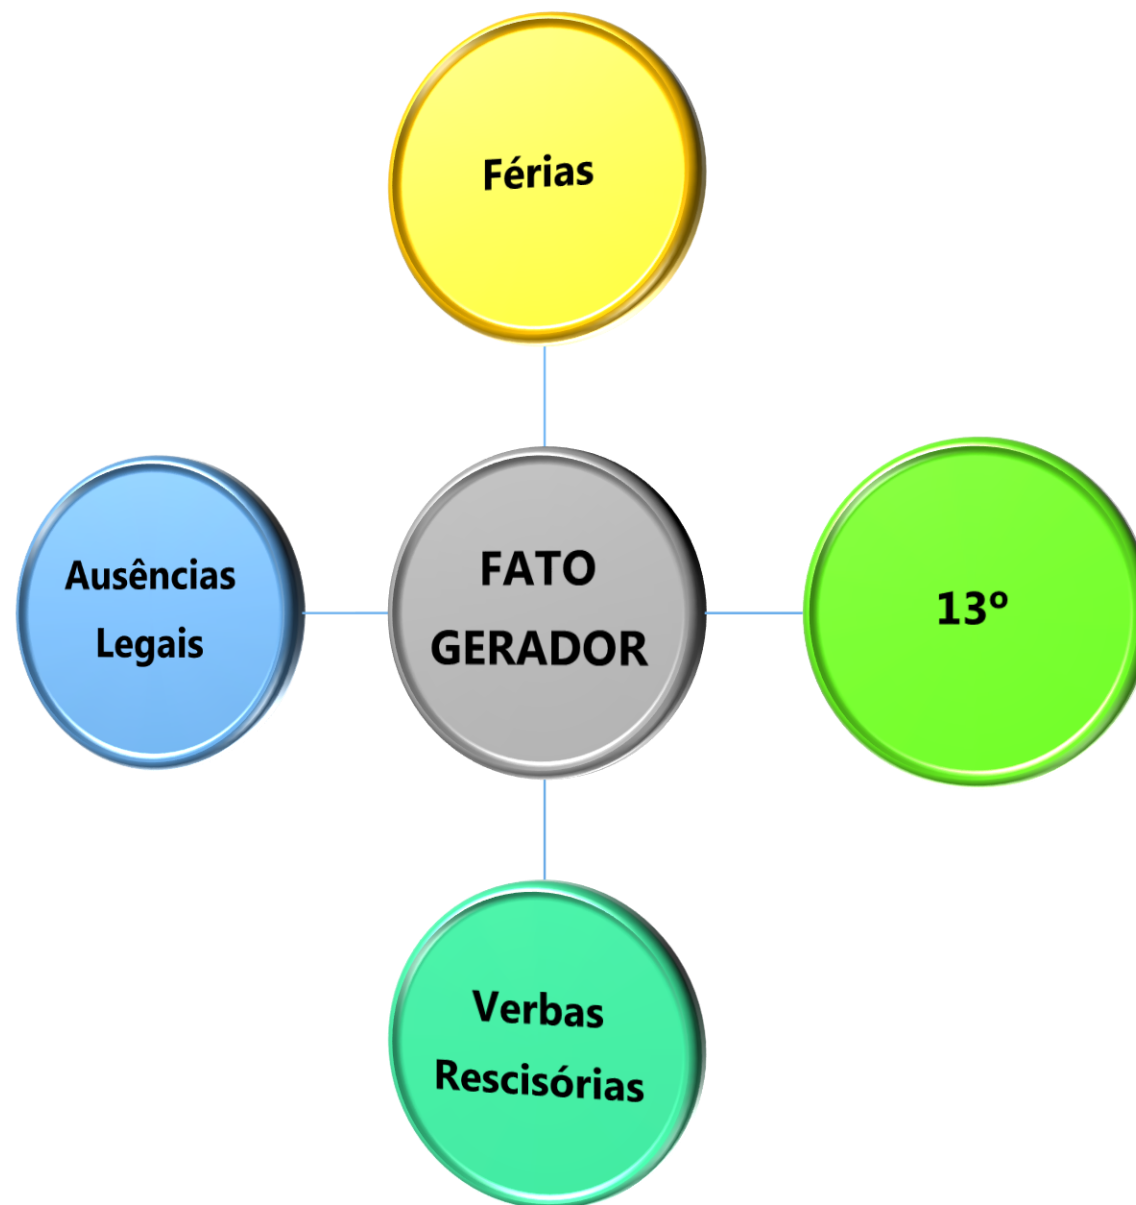 Férias
Ausências
Legais
FATO
GERADOR
13º
Verbas
Rescisórias